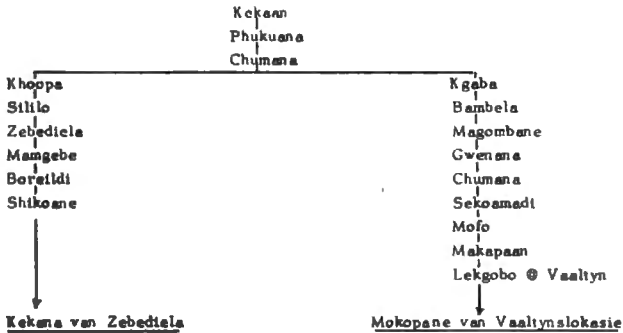 Kekaan
Phukuana
Chumana
Khoopa
Sililo
Zebediela
Mamgebe
Boreildi
Shikoane
Kekana van Zebediela
Kgaba
Bambela
Magombane
Gwenana
Chumana
Sekoamadi
Mofo
Makapaan
Lekgobo @ Vaaltyn
Mokopane van Vaaltynslokasie